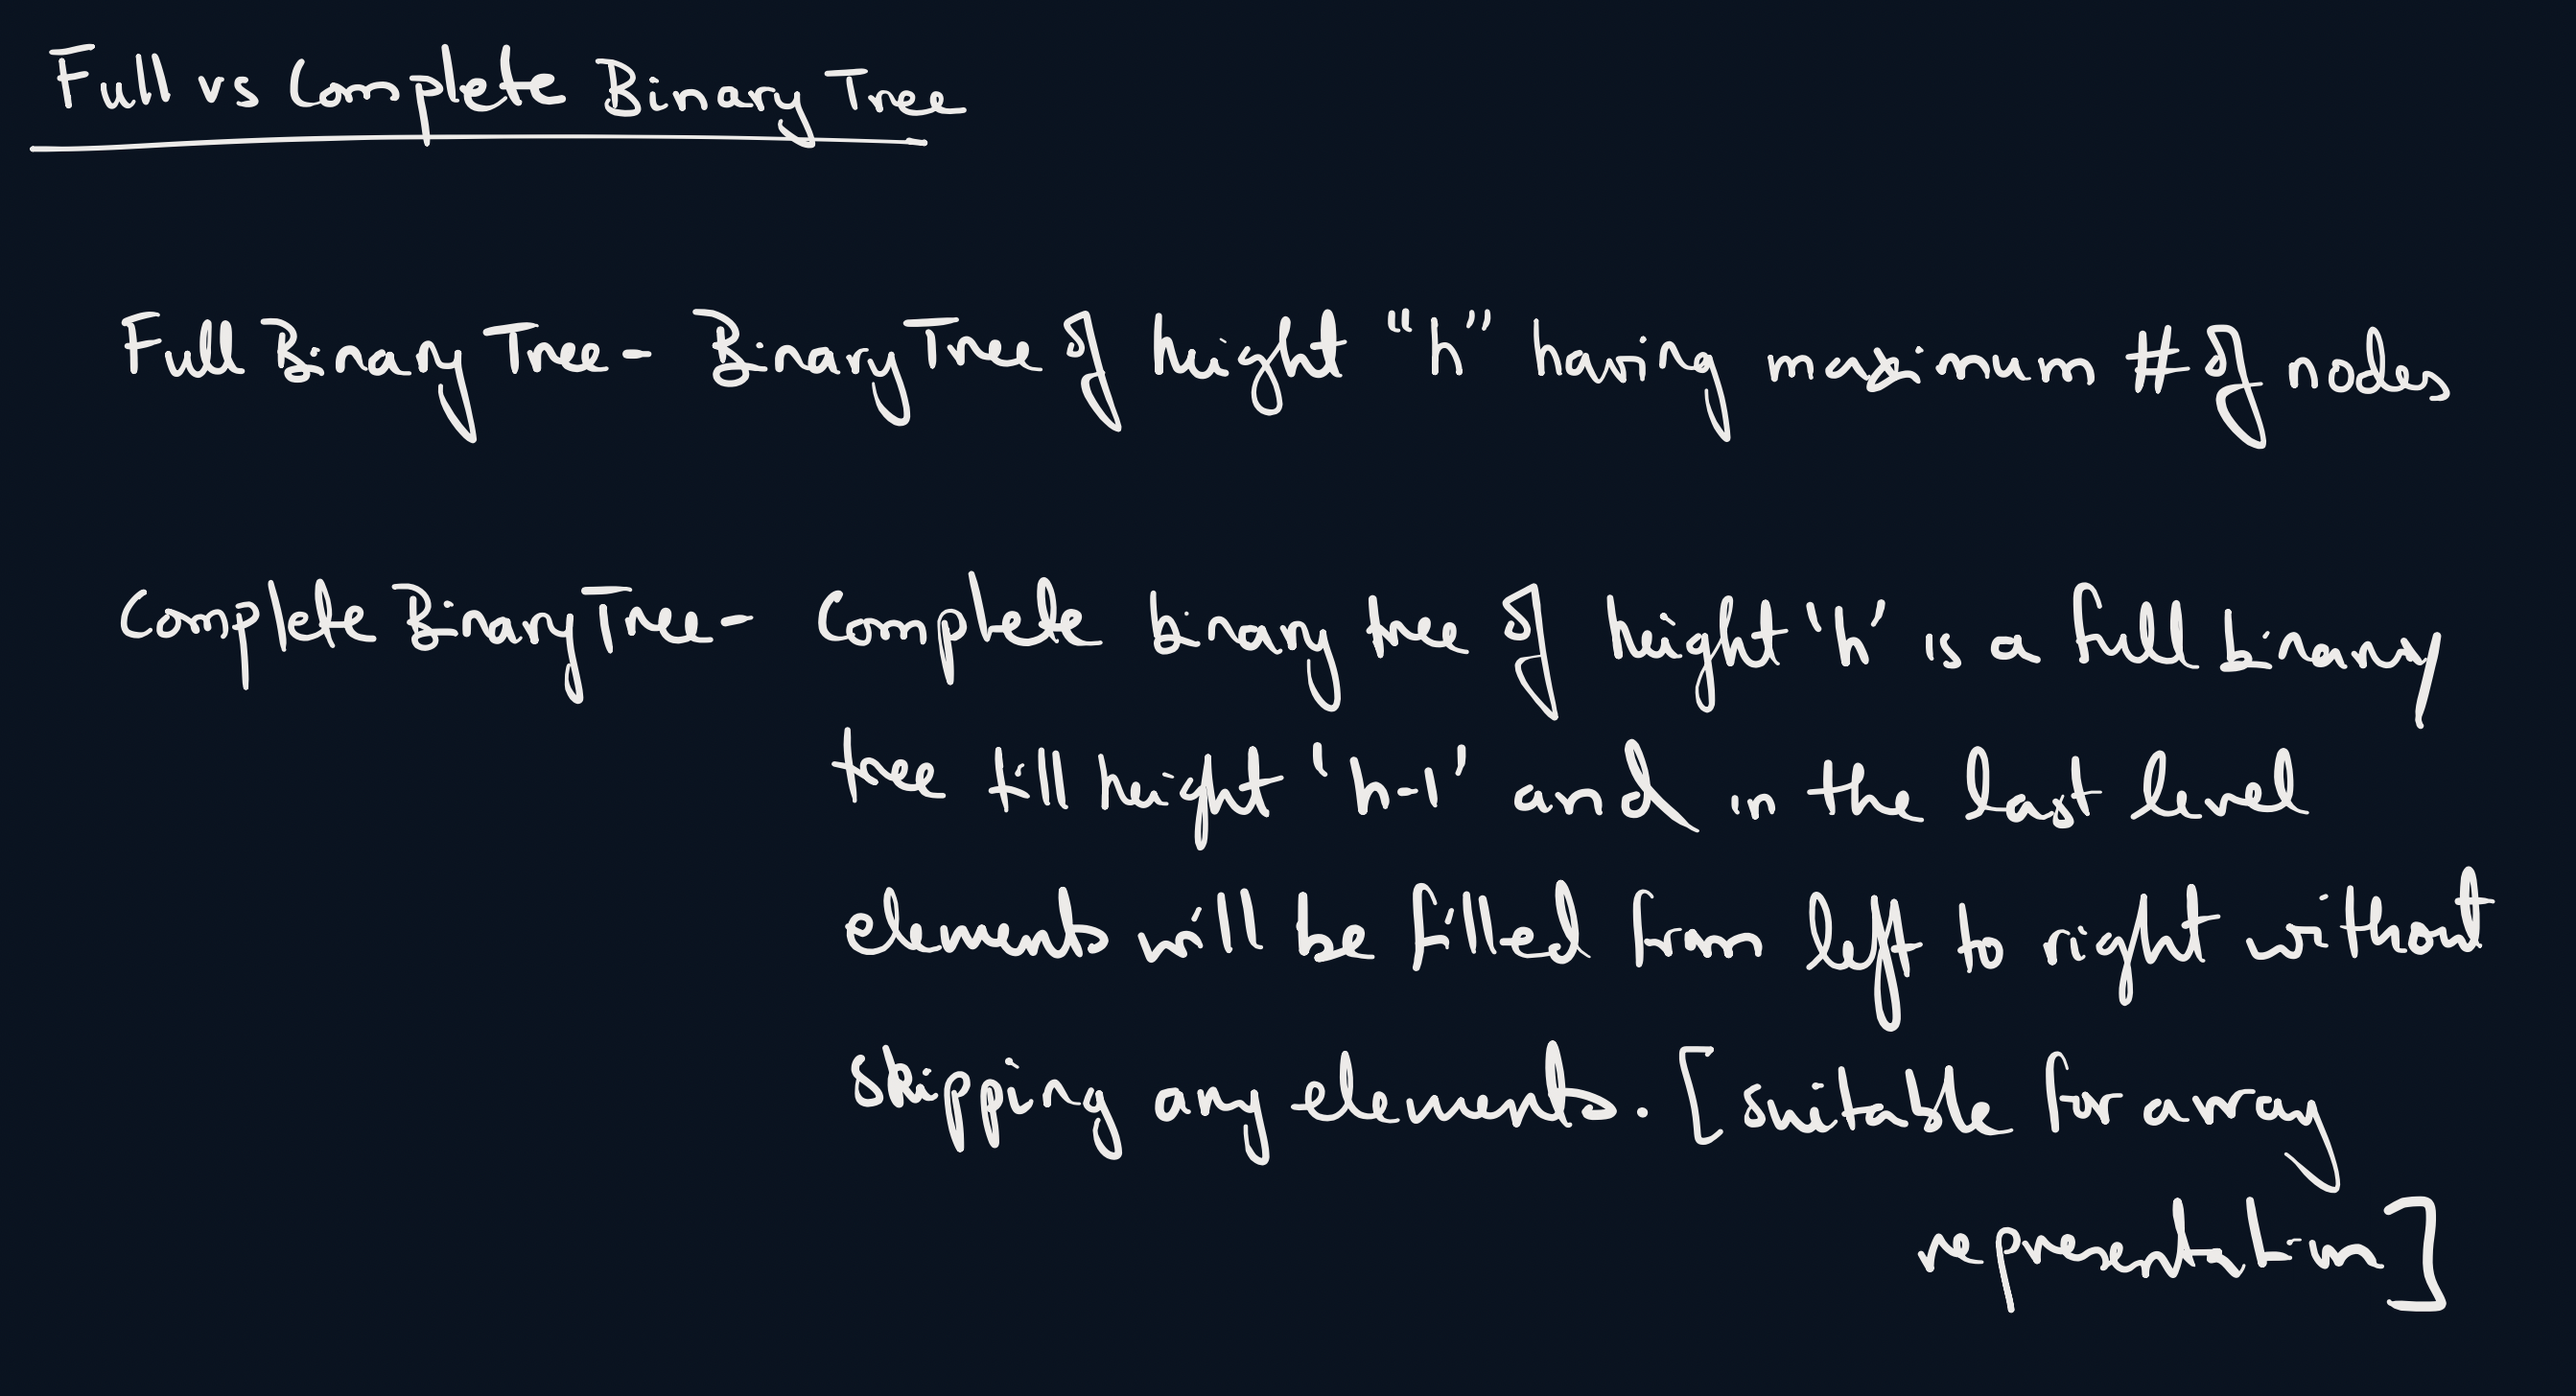 Full vs Complete Binary Tree
Full Binary Tree - Binary Tree of height "h" having maximum # of nodes
Complete Binary Tree - Complete binary tree of height 'h' is a full binary
tree till height 'h-1' and in the last level
elements will be filled from left to right without
skipping any elements. [suitable for array
representation]